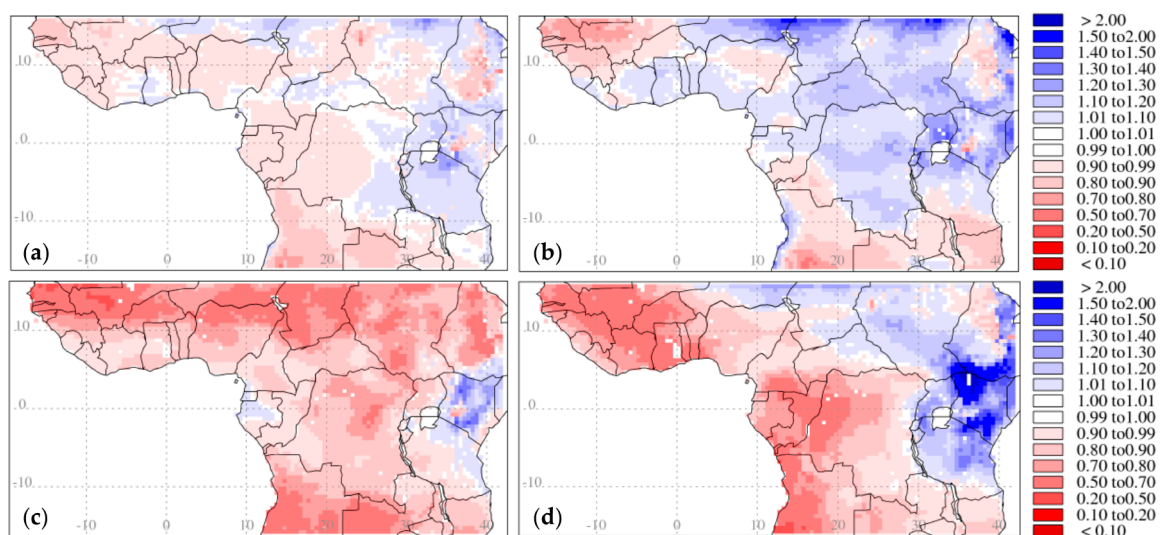 10
0
-10
(a)
-10 0 10 20 30 40
10
0
-10
(b)
-10 0 10 20 30 40
> 2.00
1.50 to2.00
1.40 to1.50
1.30 to1.40
1.20 to1.30
1.10 to1.20
1.01 to1.10
1.00 to1.01
0.99 to1.00
0.90 to0.99
0.80 to0.90
0.70 to0.80
0.50 to0.70
0.20 to0.50
0.10 to0.20
< 0.10
10
0
-10
(c)
-10 0 10 20 30 40
10
0
-10
(d)
-10 0 10 20 30 40
> 2.00
1.50 to2.00
1.40 to1.50
1.30 to1.40
1.20 to1.30
1.10 to1.20
1.01 to1.10
1.00 to1.01
0.99 to1.00
0.90 to0.99
0.80 to0.90
0.70 to0.80
0.50 to0.70
0.20 to0.50
0.10 to0.20
< 0.10